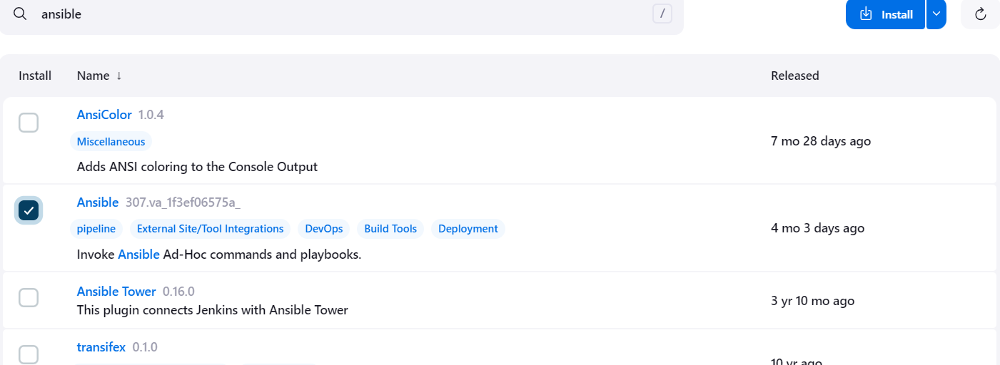 ansible
/
Install
Install Name ↓ Released
AnsiColor 1.0.4
Miscellaneous
7 mo 28 days ago
Adds ANSI coloring to the Console Output
Ansible 307.va_1f3ef06575a_
pipeline External Site/Tool Integrations DevOps Build Tools Deployment
4 mo 3 days ago
Invoke Ansible Ad-Hoc commands and playbooks.
Ansible Tower 0.16.0
3 yr 10 mo ago
This plugin connects Jenkins with Ansible Tower
transifex 0.1.0
10 yr ago